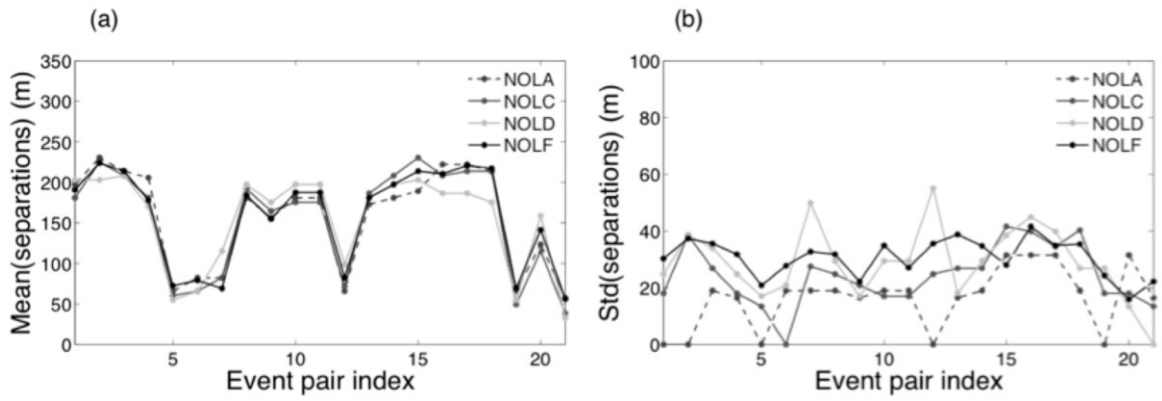 (a)
350
300
250
200
150
100
50
0
Mean(separations) (m)
5
10
15
20
Event pair index
NOLA
NOLC
NOLD
NOLF
(b)
100
80
60
40
20
0
Std(separations) (m)
5
10
15
20
Event pair index
NOLA
NOLC
NOLD
NOLF